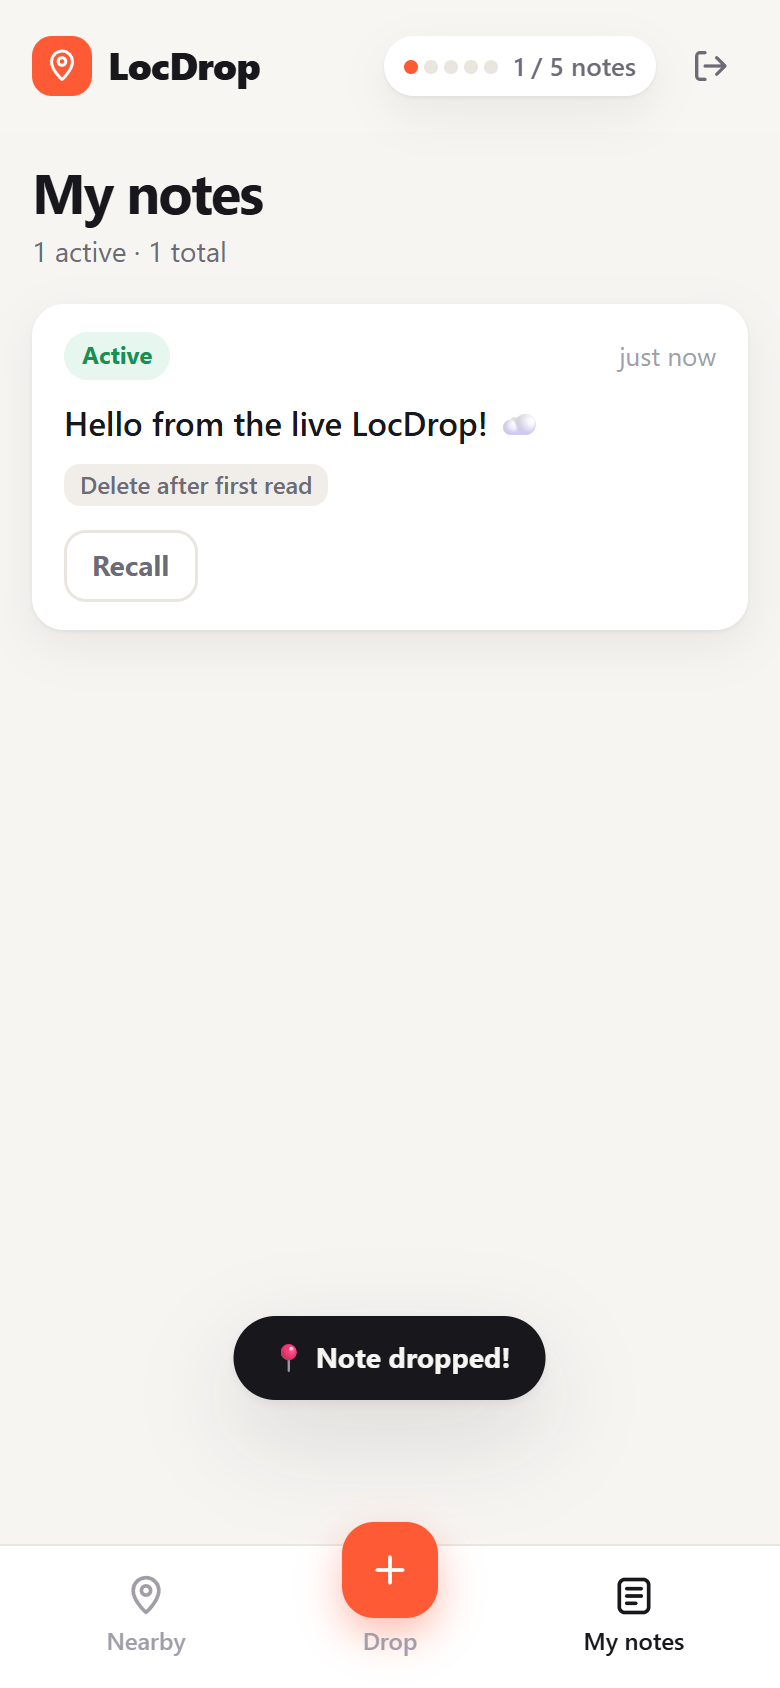 LocDrop
1 / 5 notes
My notes
1 active · 1 total
Active
just now
Hello from the live LocDrop! ☁️
Delete after first read
Recall
📍 Note dropped!
Nearby
Drop
My notes